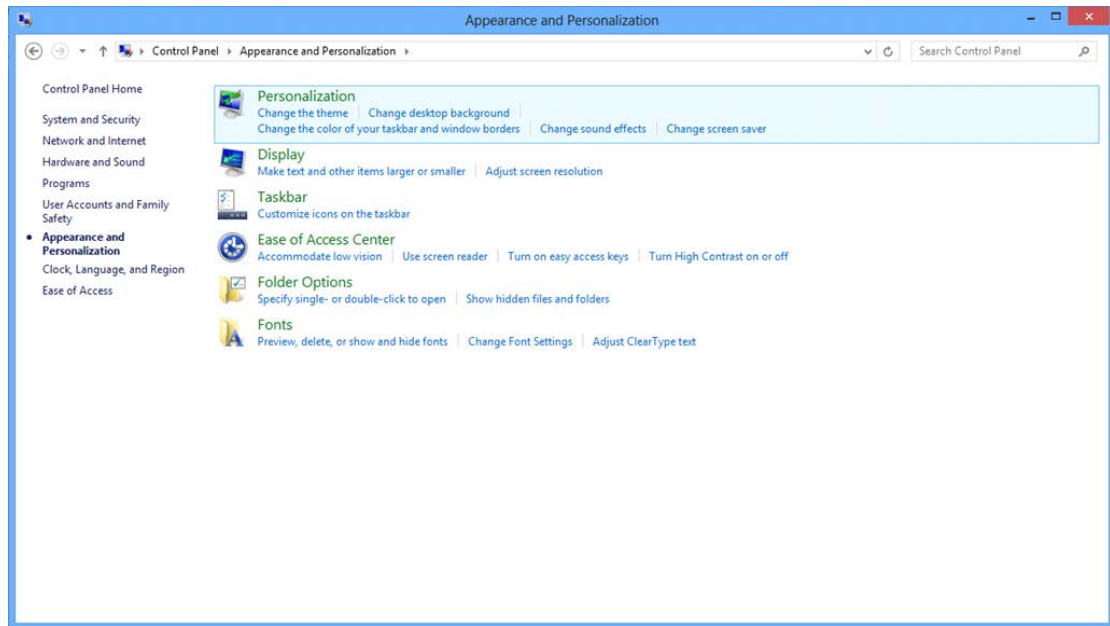 Appearance and Personalization
Control Panel Appearance and Personalization
Search Control Panel
Control Panel Home
System and Security
Network and Internet
Hardware and Sound
Programs
User Accounts and Family
Safety
Appearance and
Personalization
Clock, Language, and Region
Ease of Access
Personalization
Change the theme Change desktop background
Change the color of your taskbar and window borders Change sound effects Change screen saver
Display
Make text and other items larger or smaller Adjust screen resolution
Taskbar
Customize icons on the taskbar
Ease of Access Center
Accommodate low vision Use screen reader Turn on easy access keys Turn High Contrast on or off
Folder Options
Specify single- or double-click to open Show hidden files and folders
Fonts
Preview, delete, or show and hide fonts Change Font Settings Adjust ClearType text